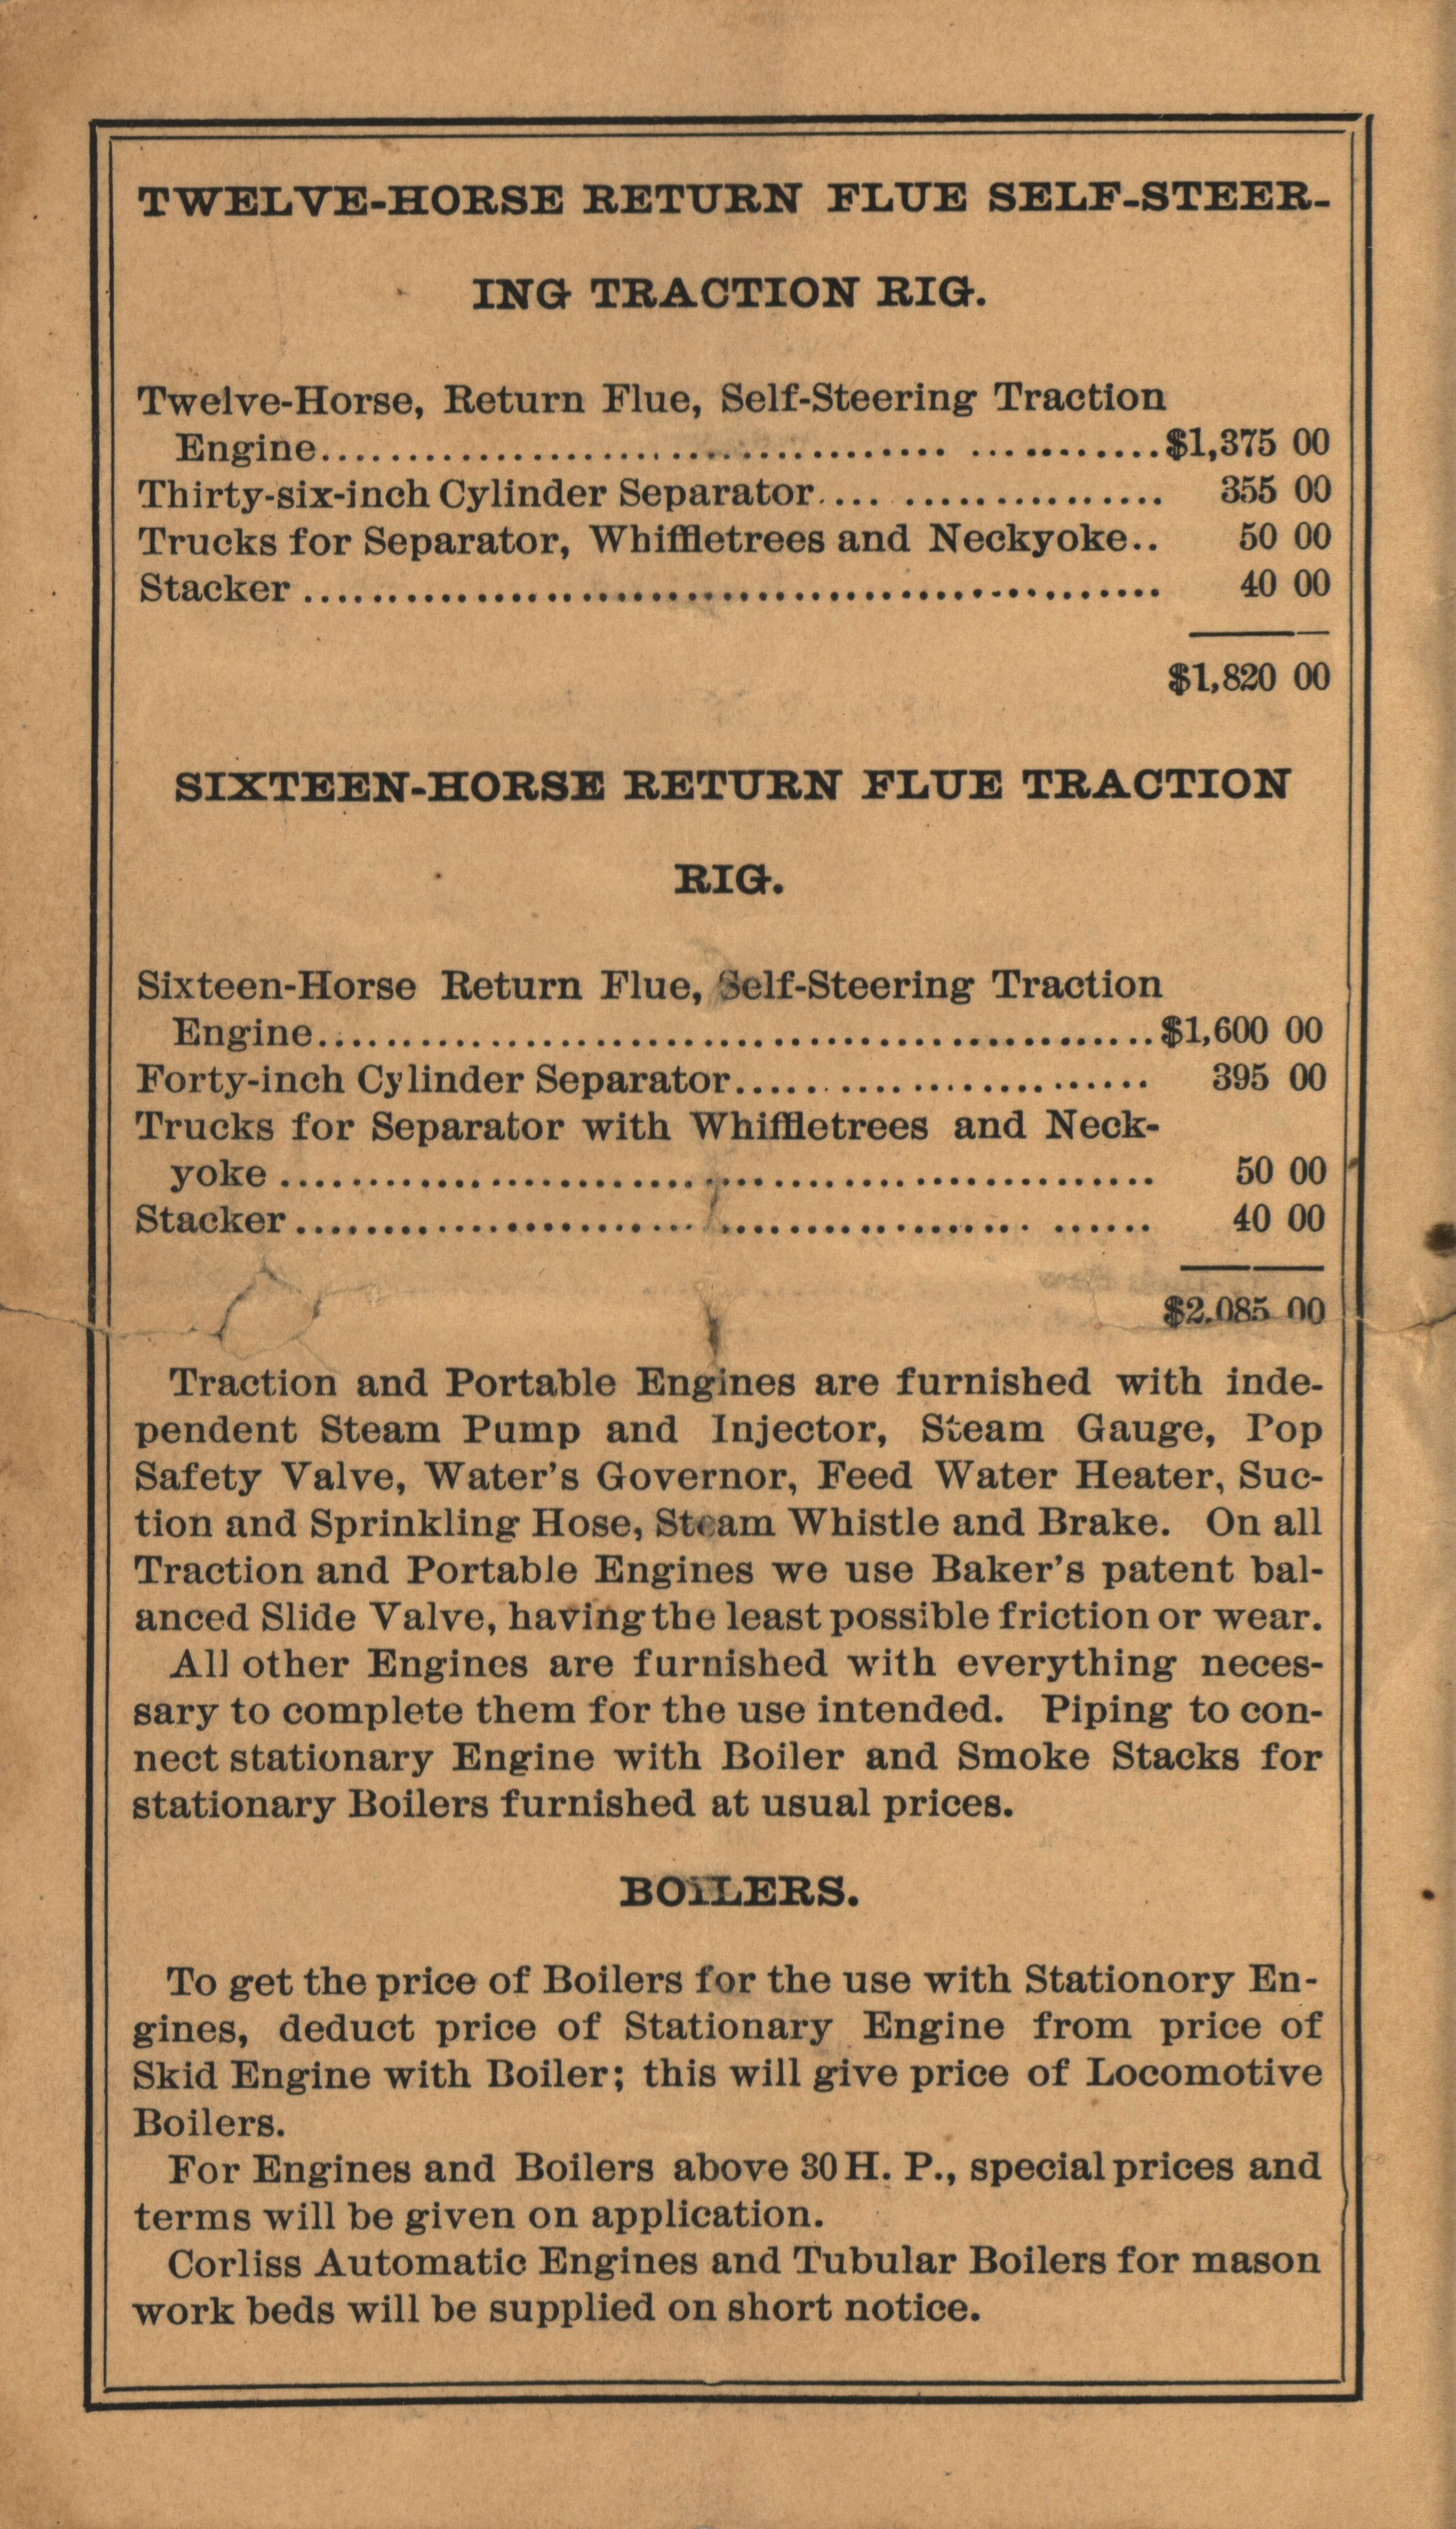 TWELVE-HORSE RETURN FLUE SELF-STEER-
ING TRACTION RIG.
Twelve-Horse, Return Flue, Self-Steering Traction
Engine.................................... ...........$1,375 00
Thirty-six-inch Cylinder Separator.... ............... 355 00
Trucks for Separator, Whiffletrees and Neckyoke.. 50 00
Stacker ................................................. 40 00
$1,820 00
SIXTEEN-HORSE RETURN FLUE TRACTION
RIG.
Sixteen-Horse Return Flue, Self-Steering Traction
Engine................................................$1,600 00
Forty-inch Cylinder Separator........................ 395 00
Trucks for Separator with Whiffletrees and Neck-
yoke .................................................. 50 00
Stacker .......................................... ...... 40 00
$2.085 00
Traction and Portable Engines are furnished with inde-
pendent Steam Pump and Injector, Steam Gauge, Pop
Safety Valve, Water's Governor, Feed Water Heater, Suc-
tion and Sprinkling Hose, Steam Whistle and Brake. On all
Traction and Portable Engines we use Baker's patent bal-
anced Slide Valve, having the least possible friction or wear.
All other Engines are furnished with everything neces-
sary to complete them for the use intended. Piping to con-
nect stationary Engine with Boiler and Smoke Stacks for
stationary Boilers furnished at usual prices.
BOILERS.
To get the price of Boilers for the use with Stationory En-
gines, deduct price of Stationary Engine from price of
Skid Engine with Boiler; this will give price of Locomotive
Boilers.
For Engines and Boilers above 30 H. P., special prices and
terms will be given on application.
Corliss Automatic Engines and Tubular Boilers for mason
work beds will be supplied on short notice.